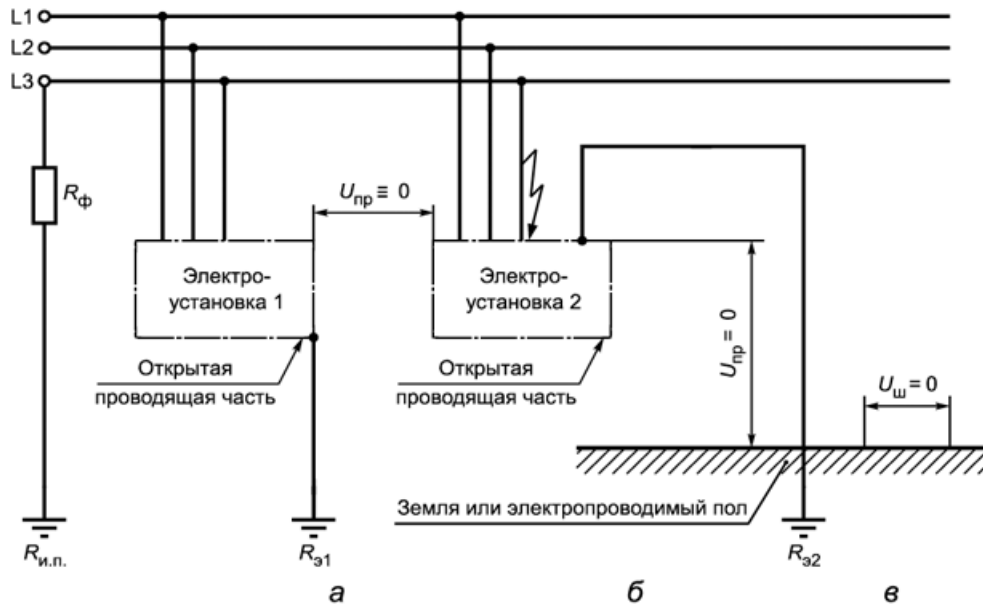 L1
L2
L3
Rф
Uпр ≡ 0
Электро-
установка 1
Электро-
установка 2
Открытая
проводящая часть
Открытая
проводящая часть
Uпр = 0
Uш = 0
Земля или электропроводимый пол
Rи.п.
Rэ1
Rэ2
а
б
в